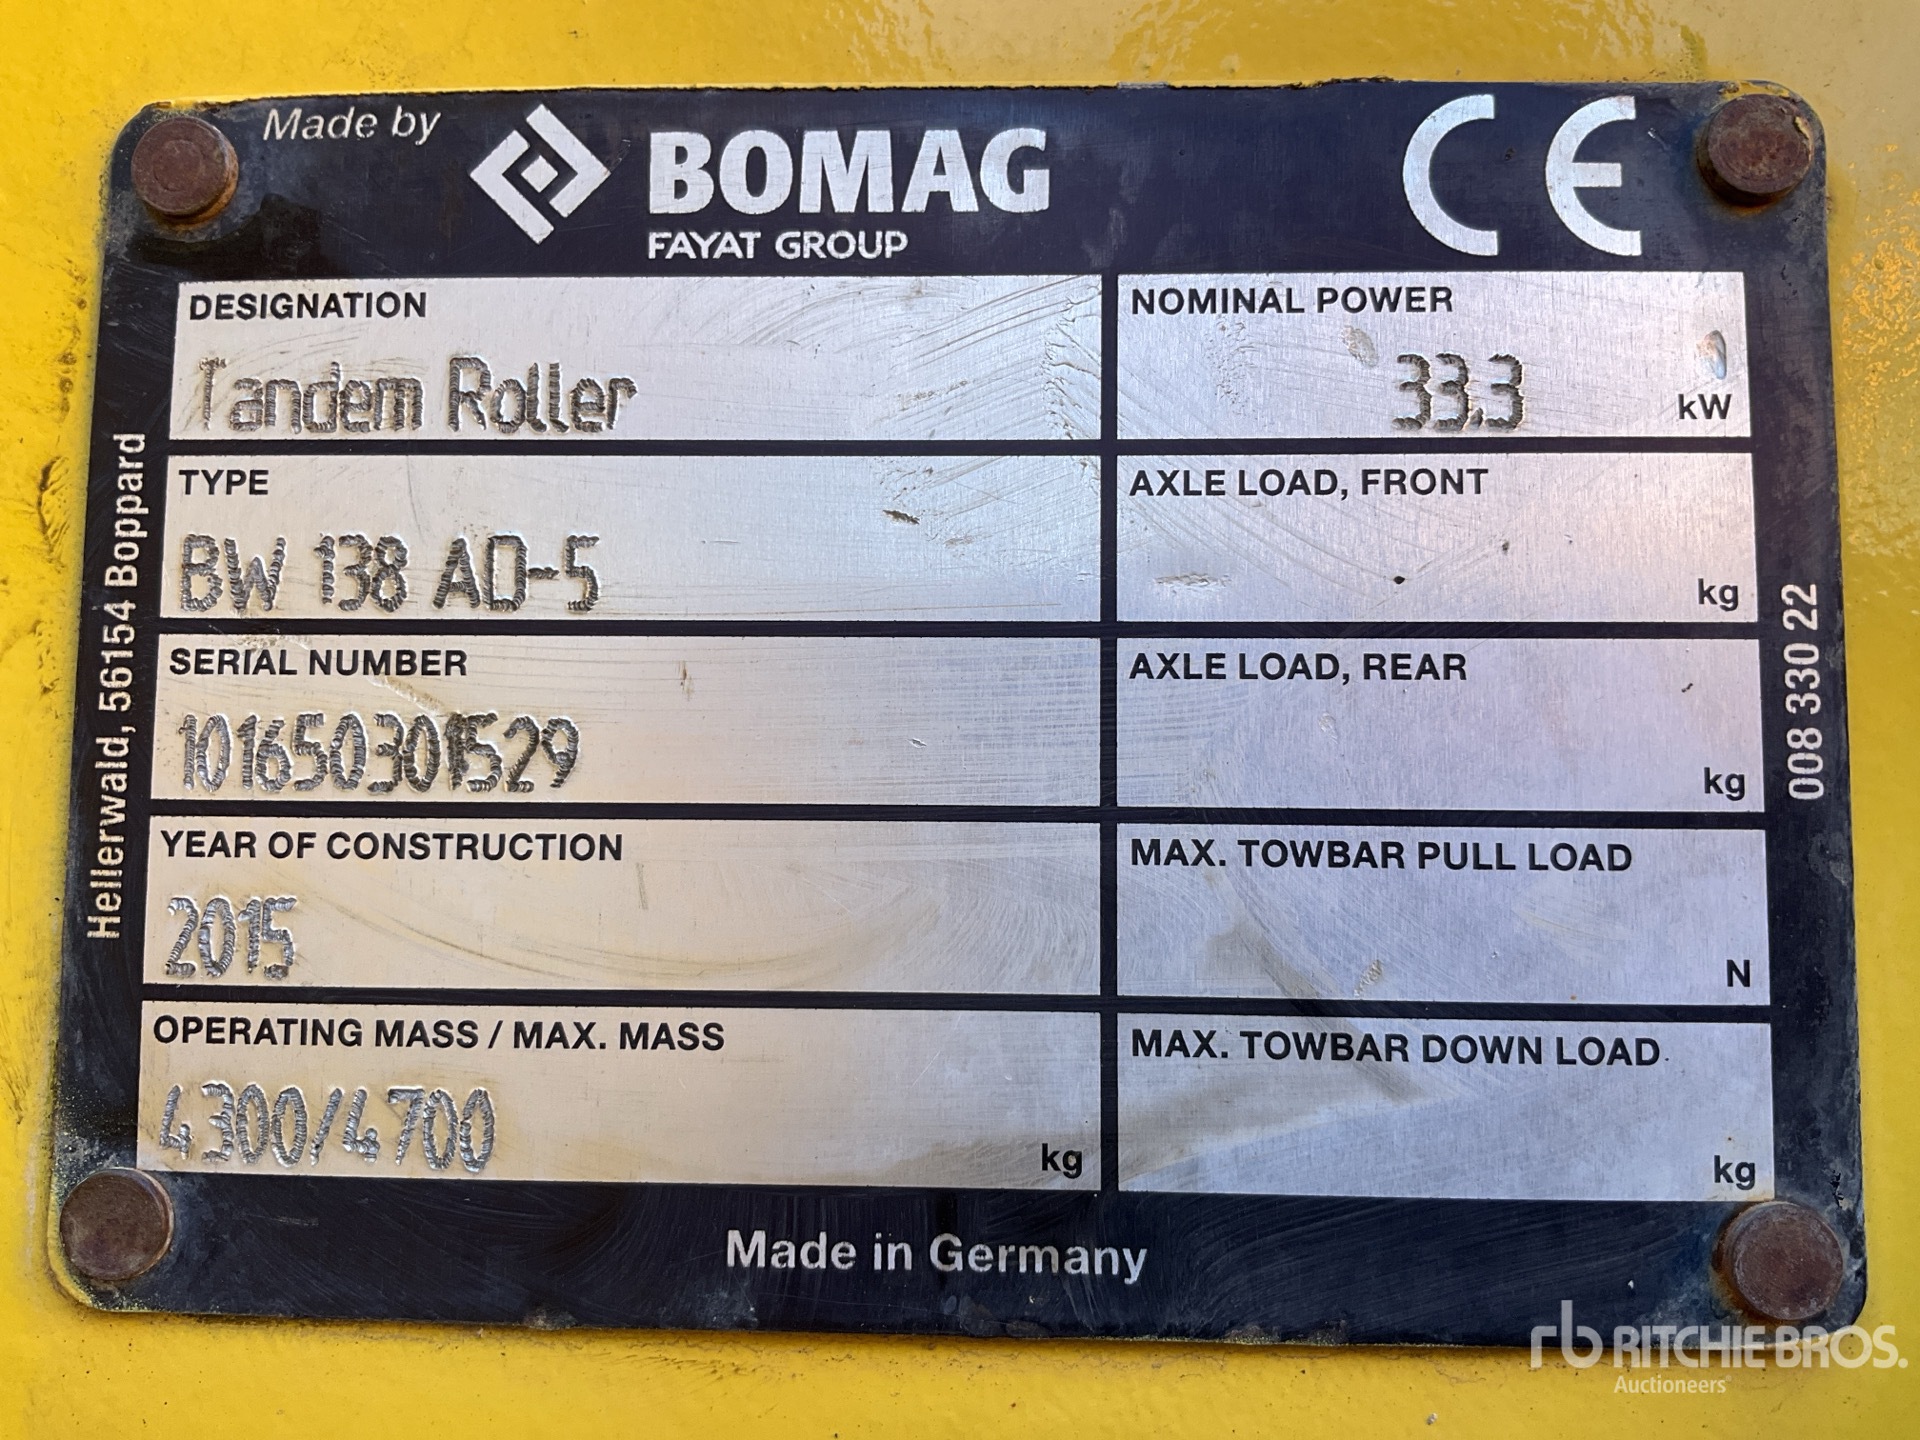 Made by
BOMAG
FAYAT GROUP
CE
DESIGNATION
Tandem Roller
NOMINAL POWER
33,3
kW
TYPE
BW 138 AD-5
AXLE LOAD, FRONT
kg
SERIAL NUMBER
101650301529
AXLE LOAD, REAR
kg
YEAR OF CONSTRUCTION
2015
MAX. TOWBAR PULL LOAD
N
OPERATING MASS / MAX. MASS
4300/4700
kg
MAX. TOWBAR DOWN LOAD
kg
Made in Germany
Hellerwald, 56154 Boppard
008 330 22
rb RITCHIE BROS.
Auctioneers